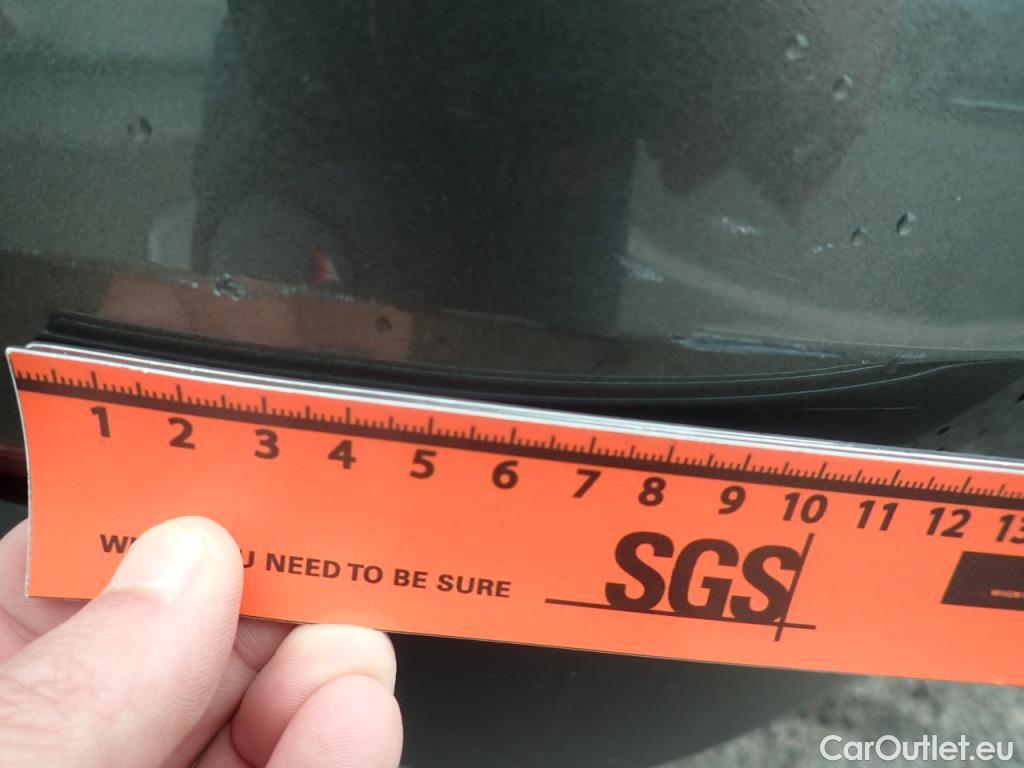 1 2 3 4 5 6 7 8 9 10 11 12 13
U NEED TO BE SURE
SGS
CarOutlet.eu